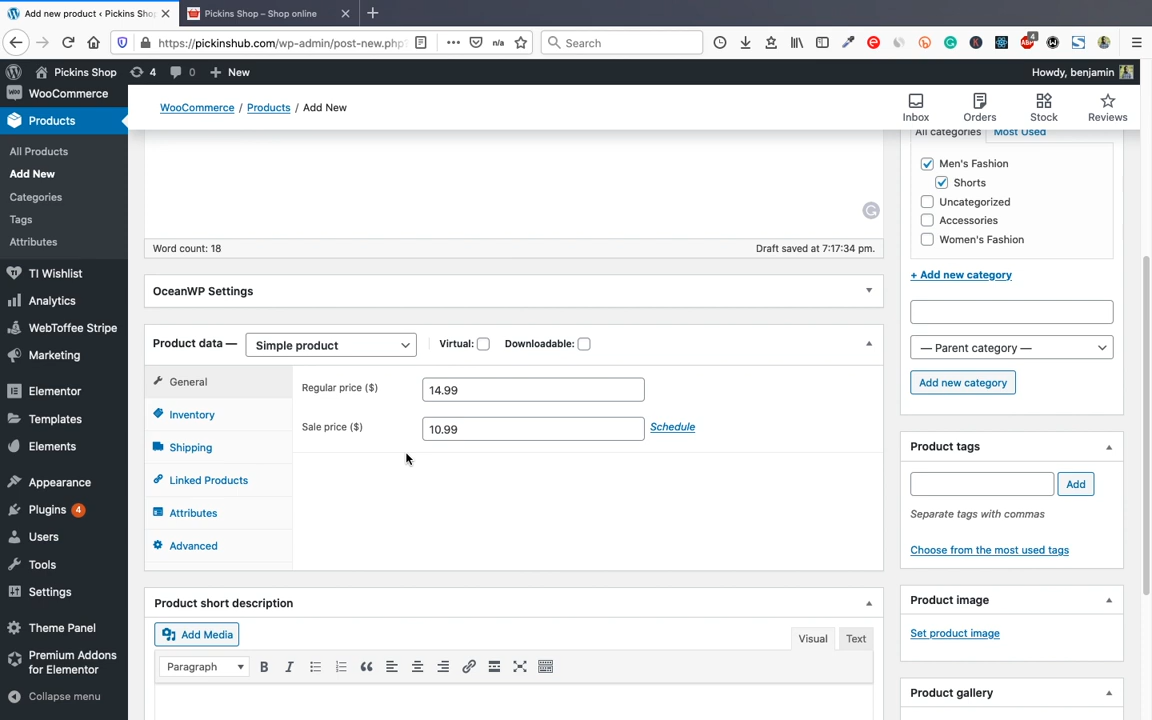 Add new product ‹ Pickins Shop
Pickins Shop – Shop online
https://pickinshub.com/wp-admin/post-new.php?
n/a
Search
4
Pickins Shop
4
0
New
Howdy, benjamin
WooCommerce
Products
All Products
Add New
Categories
Tags
Attributes
TI Wishlist
Analytics
WebToffee Stripe
Marketing
Elementor
Templates
Elements
Appearance
Plugins 4
Users
Tools
Settings
Theme Panel
Premium Addons
for Elementor
Collapse menu
WooCommerce / Products / Add New
Inbox
Orders
Stock
Reviews
Word count: 18
Draft saved at 7:17:34 pm.
OceanWP Settings
Product data —
Simple product
Virtual:
Downloadable:
General
Inventory
Shipping
Linked Products
Attributes
Advanced
Regular price ($)
14.99
Sale price ($)
10.99
Schedule
Product short description
Add Media
Visual
Text
Paragraph
All categories
Most Used
Men's Fashion
Shorts
Uncategorized
Accessories
Women's Fashion
+ Add new category
— Parent category —
Add new category
Product tags
Add
Separate tags with commas
Choose from the most used tags
Product image
Set product image
Product gallery